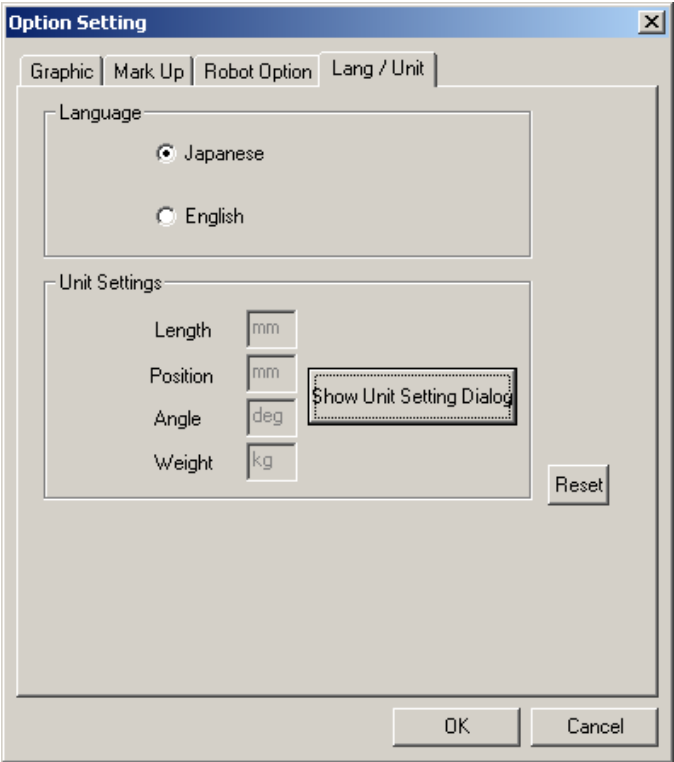 Option Setting
Graphic Mark Up Robot Option Lang / Unit
Language
Japanese
English
Unit Settings
Length mm
Position mm
Show Unit Setting Dialog
Angle deg
Weight kg
Reset
OK Cancel